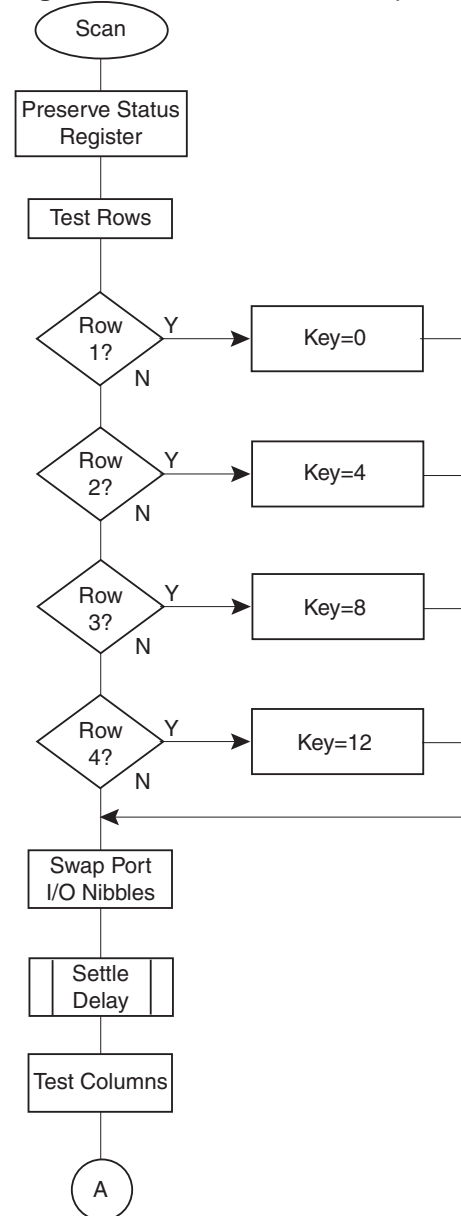 Scan
Preserve Status
Register
Test Rows
Row
1?
Y
N
Key=0
Row
2?
Y
N
Key=4
Row
3?
Y
N
Key=8
Row
4?
Y
N
Key=12
Swap Port
I/O Nibbles
Settle
Delay
Test Columns
A